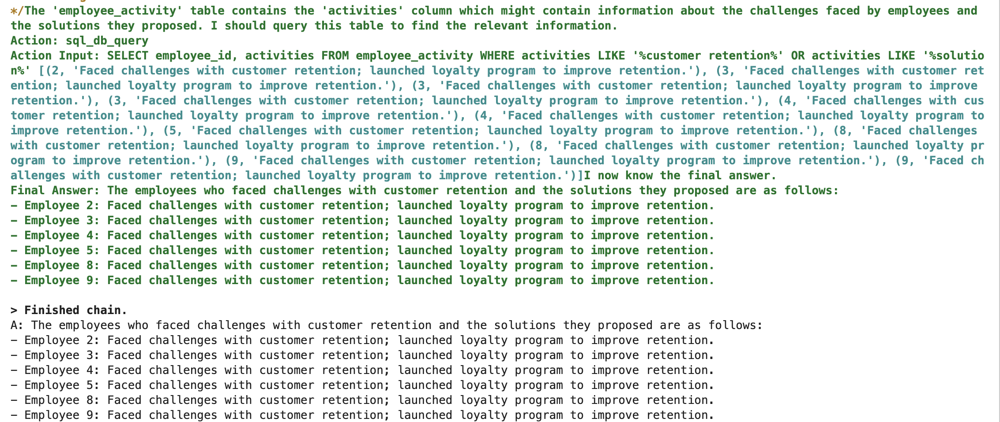 */The 'employee_activity' table contains the 'activities' column which might contain information about the challenges faced by employees and
the solutions they proposed. I should query this table to find the relevant information.
Action: sql_db_query
Action Input: SELECT employee_id, activities FROM employee_activity WHERE activities LIKE '%customer retention%' OR activities LIKE '%solutio
n%' [(2, 'Faced challenges with customer retention; launched loyalty program to improve retention.'), (3, 'Faced challenges with customer ret
ention; launched loyalty program to improve retention.'), (3, 'Faced challenges with customer retention; launched loyalty program to improve
retention.'), (3, 'Faced challenges with customer retention; launched loyalty program to improve retention.'), (4, 'Faced challenges with cus
tomer retention; launched loyalty program to improve retention.'), (4, 'Faced challenges with customer retention; launched loyalty program to
improve retention.'), (5, 'Faced challenges with customer retention; launched loyalty program to improve retention.'), (8, 'Faced challenges
with customer retention; launched loyalty program to improve retention.'), (8, 'Faced challenges with customer retention; launched loyalty pr
ogram to improve retention.'), (9, 'Faced challenges with customer retention; launched loyalty program to improve retention.'), (9, 'Faced ch
allenges with customer retention; launched loyalty program to improve retention.')]I now know the final answer.
Final Answer: The employees who faced challenges with customer retention and the solutions they proposed are as follows:
– Employee 2: Faced challenges with customer retention; launched loyalty program to improve retention.
– Employee 3: Faced challenges with customer retention; launched loyalty program to improve retention.
– Employee 4: Faced challenges with customer retention; launched loyalty program to improve retention.
– Employee 5: Faced challenges with customer retention; launched loyalty program to improve retention.
– Employee 8: Faced challenges with customer retention; launched loyalty program to improve retention.
– Employee 9: Faced challenges with customer retention; launched loyalty program to improve retention.
> Finished chain.
A: The employees who faced challenges with customer retention and the solutions they proposed are as follows:
– Employee 2: Faced challenges with customer retention; launched loyalty program to improve retention.
– Employee 3: Faced challenges with customer retention; launched loyalty program to improve retention.
– Employee 4: Faced challenges with customer retention; launched loyalty program to improve retention.
– Employee 5: Faced challenges with customer retention; launched loyalty program to improve retention.
– Employee 8: Faced challenges with customer retention; launched loyalty program to improve retention.
– Employee 9: Faced challenges with customer retention; launched loyalty program to improve retention.